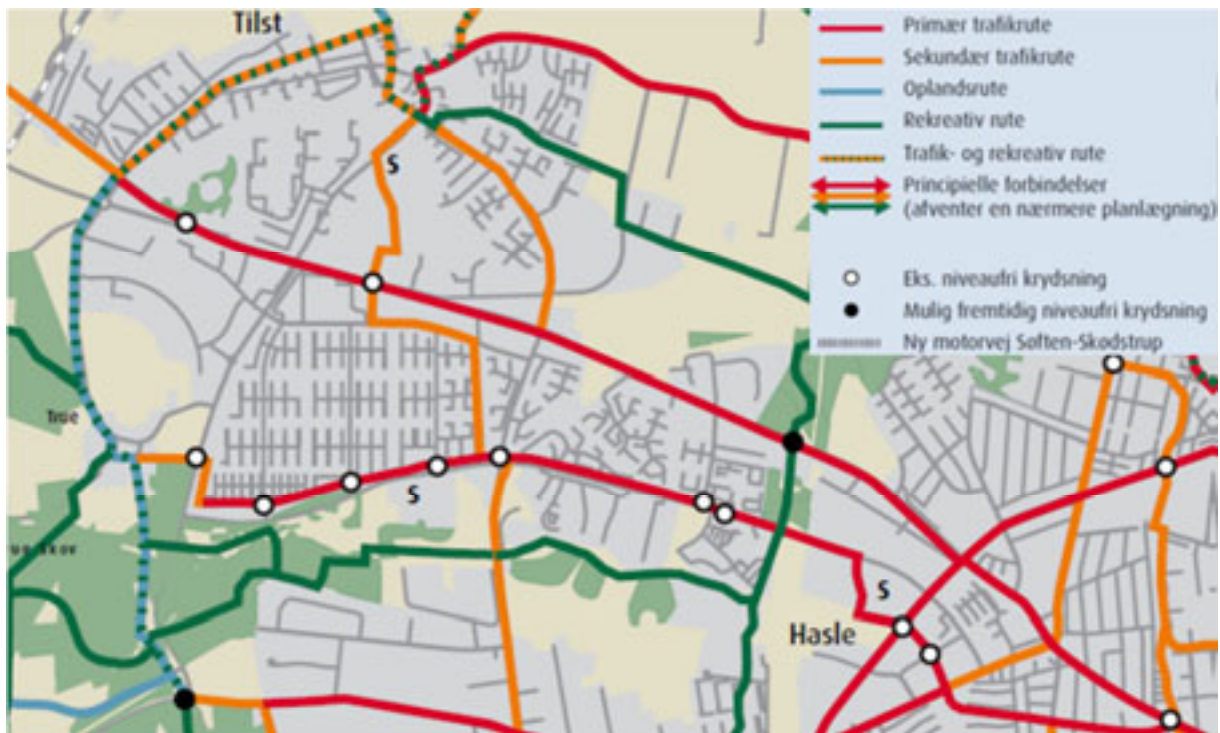 Tilst
Primær trafikrute
Sekundær trafikrute
Oplandsrute
Rekreativ rute
Trafik- og rekreativ rute
Principielle forbindelser
(afventer en nærmere planlægning)
Eks. niveaufri krydsning
Mulig fremtidig niveaufri krydsning
Ny motorvej Søften-Skødstrup
S
True
S
skov
S
Hasle